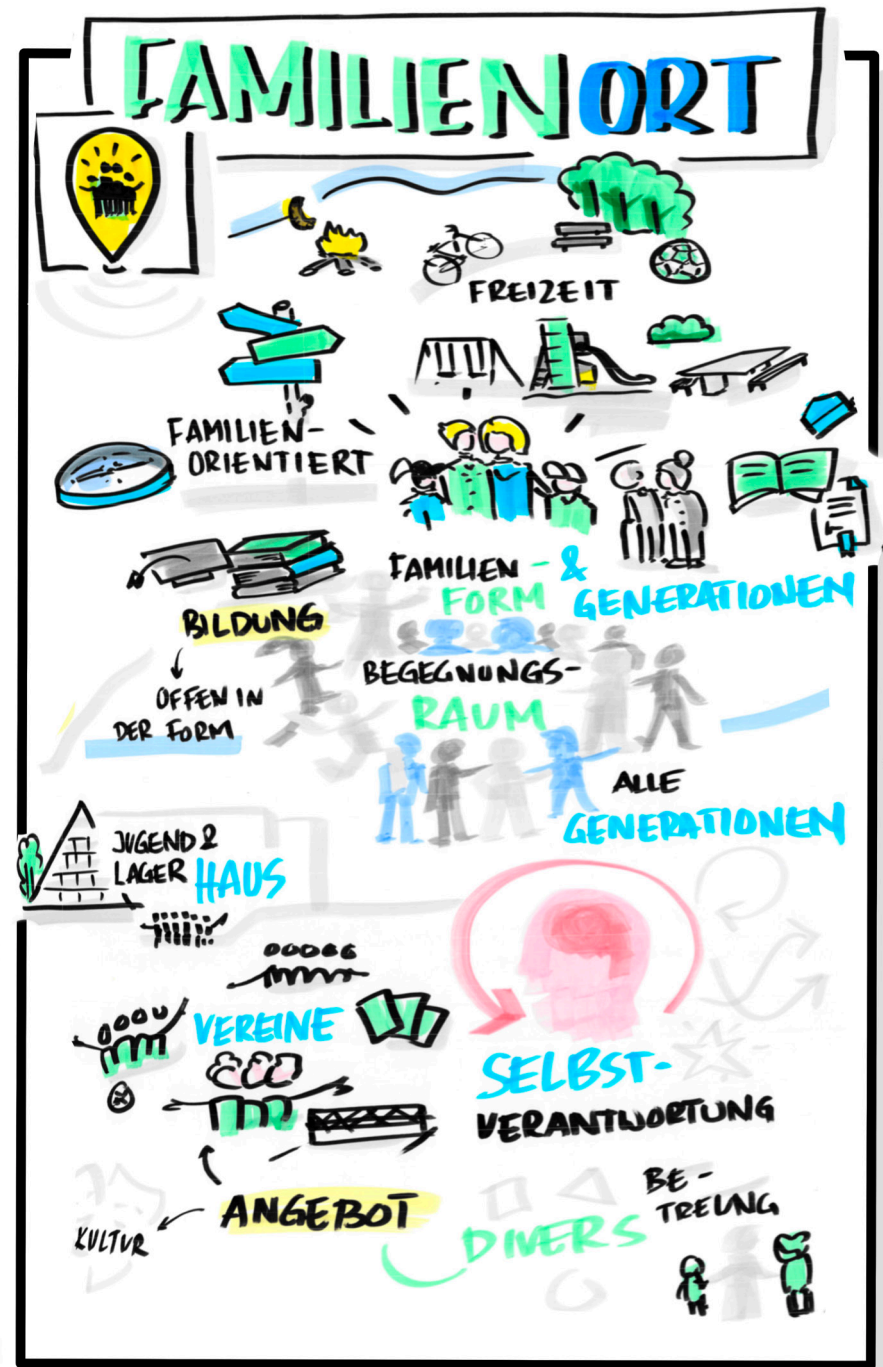 FAMILIENORT
FREIZEIT
FAMILIEN-
ORIENTIERT
FAMILIEN-&
FORM GENERATIONEN
BILDUNG
OFFEN IN
DER FORM
BEGEGNUNGS-
RAUM
ALLE
GENERATIONEN
JUGEND &
LAGER HAUS
VEREINE
SELBST-
VERANTWORTUNG
ANGEBOT
KULTUR
DIVERS
BE-
TREUNG